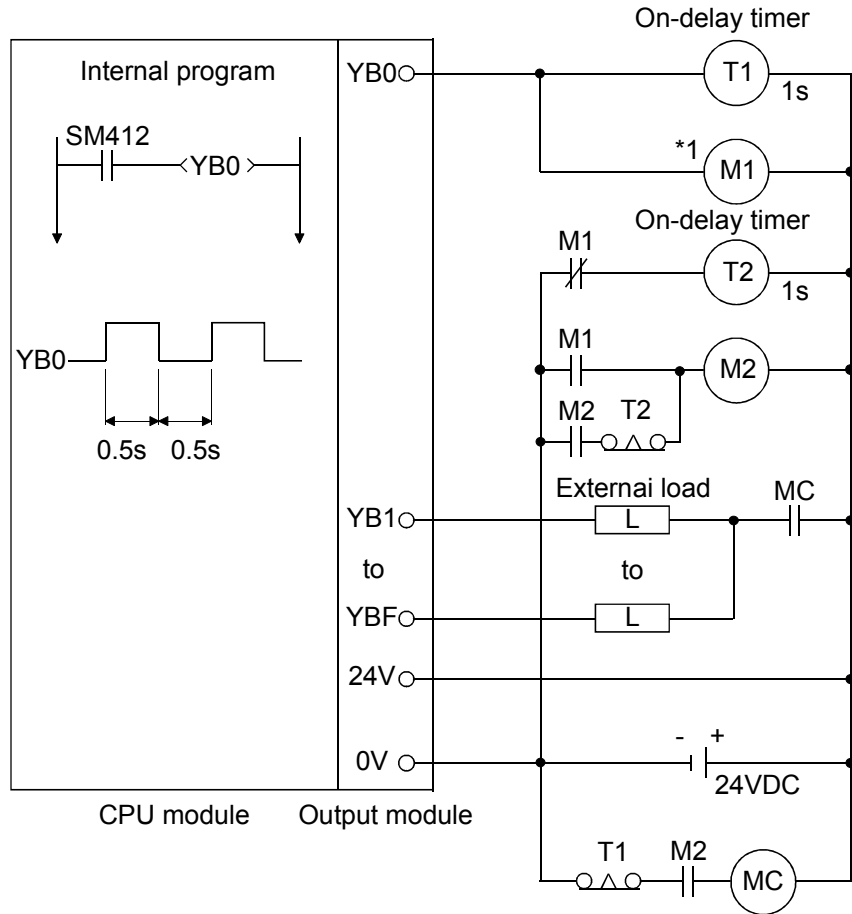 On-delay timer
Internal program
YB0
T1
1s
SM412
YB0
*1
M1
On-delay timer
M1
T2
1s
YB0
M1
M2
M2
T2
0.5s 0.5s
Externai load
MC
YB1
L
to
to
YBF
L
24V
- +
0V
24VDC
CPU module
Output module
T1
M2
MC